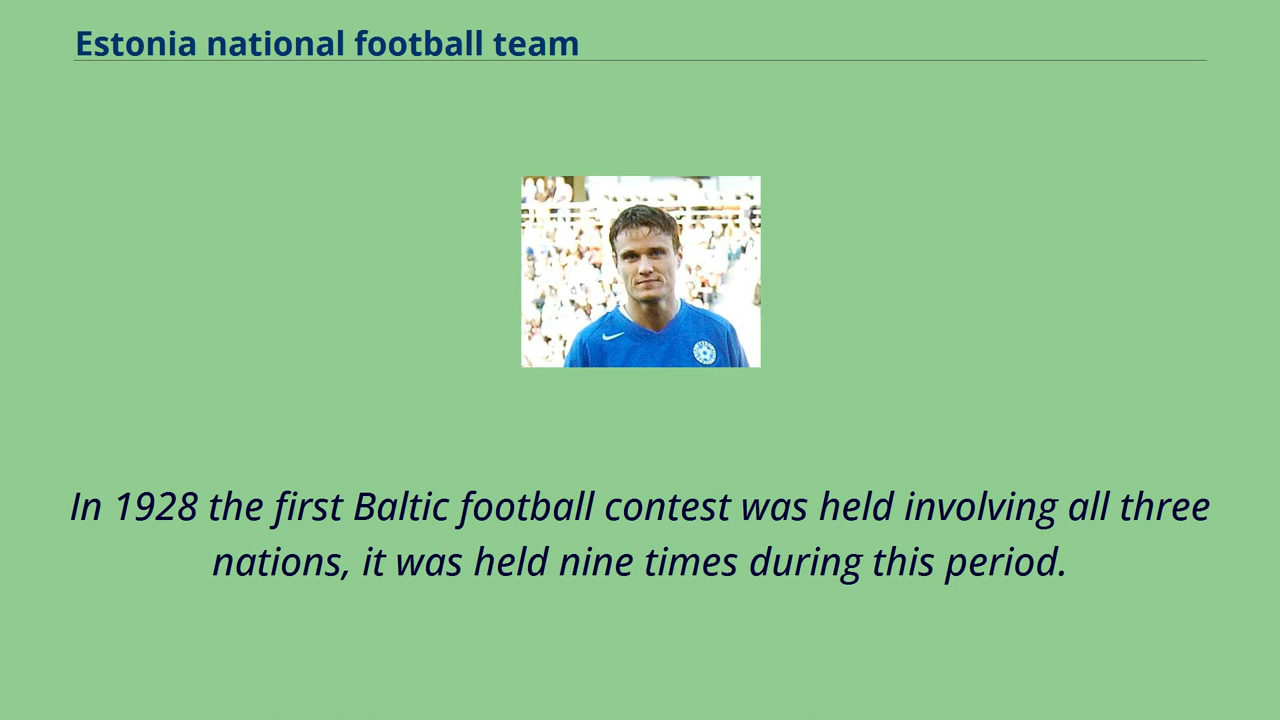 Estonia national football team
In 1928 the first Baltic football contest was held involving all three
nations, it was held nine times during this period.